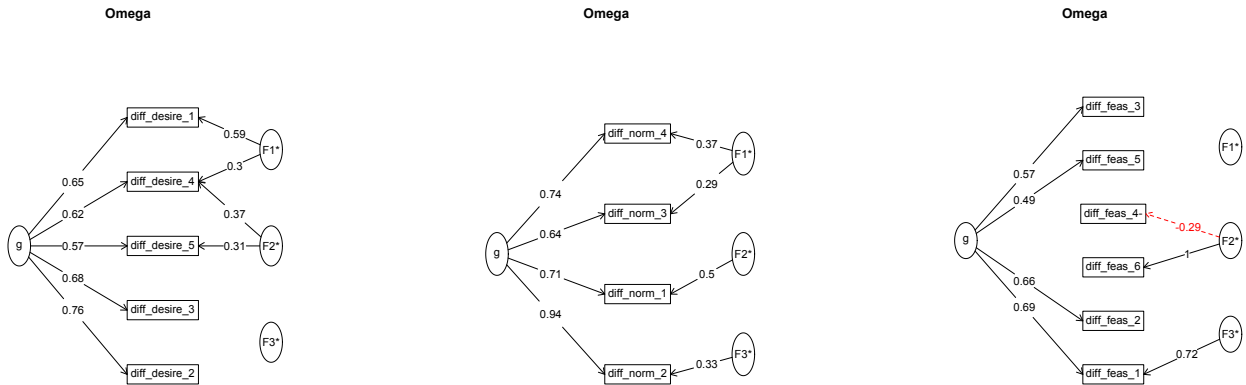 Omega
g
diff_desire_1
diff_desire_4
diff_desire_5
diff_desire_3
diff_desire_2
F1*
F2*
F3*
0.65
0.62
0.57
0.68
0.76
0.59
0.3
0.37
0.31
Omega
g
diff_norm_4
diff_norm_3
diff_norm_1
diff_norm_2
F1*
F2*
F3*
0.74
0.64
0.71
0.94
0.37
0.29
0.5
0.33
Omega
g
diff_feas_3
diff_feas_5
diff_feas_4-
diff_feas_6
diff_feas_2
diff_feas_1
F1*
F2*
F3*
0.57
0.49
0.66
0.69
-0.29
1
0.72